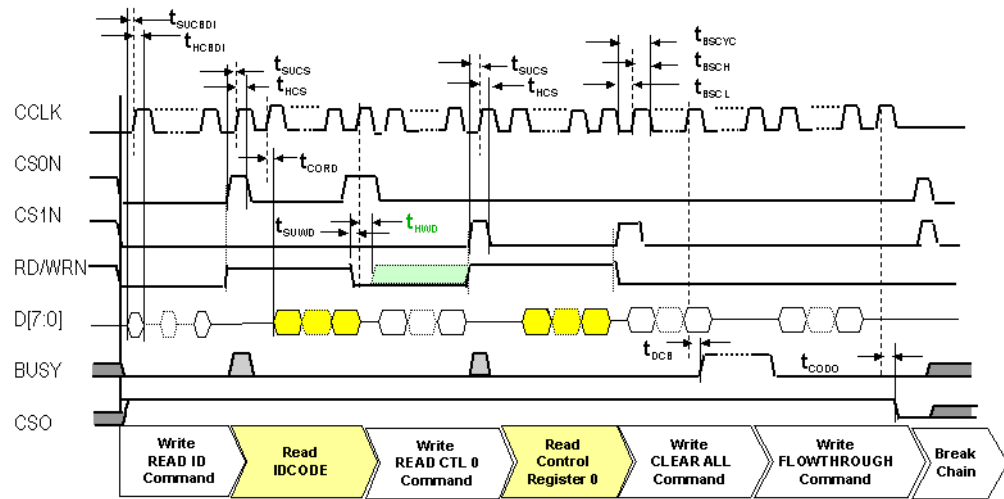 tSUCBDI
tHCBDI
tSUCS
tHCS
tSUCS
tHCS
tBSCYC
tBSCH
tBSCL
CCLK
CS0N
tCORD
CS1N
tSUWD
tHWD
RD/WRN
D[7:0]
tDCB
tCODO
BUSY
CSO
Write
READ ID
Command
Read
IDCODE
Write
READ CTL 0
Command
Read
Control
Register 0
Write
CLEAR ALL
Command
Write
FLOWTHROUGH
Command
Break
Chain